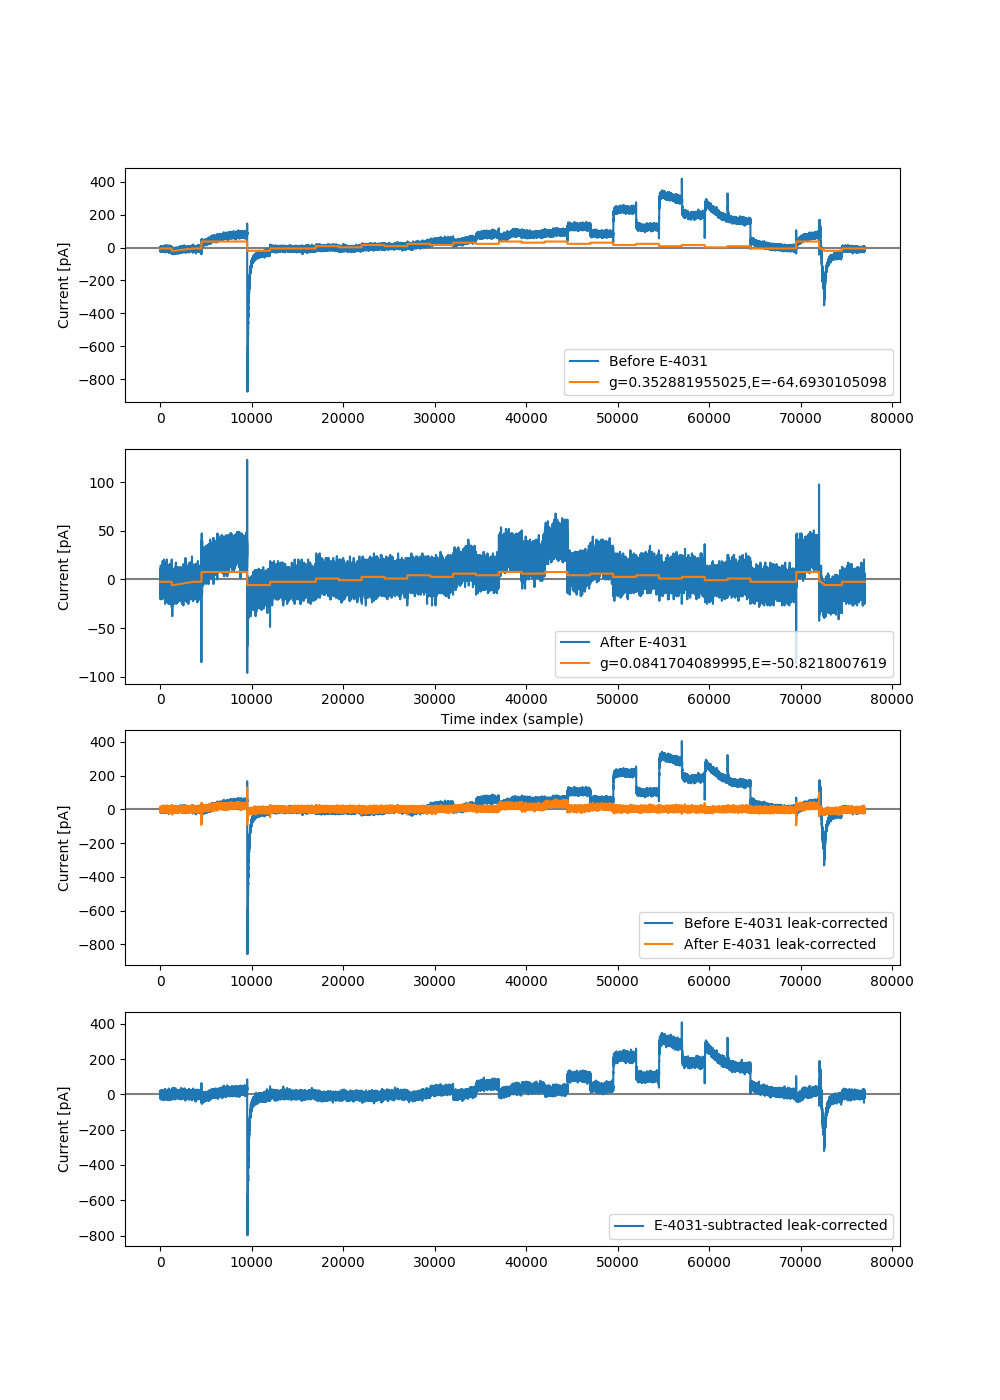 400
200
0
−200
−400
−600
−800
Current [pA]
Before E-4031
g=0.352881955025,E=-64.6930105098
0 10000 20000 30000 40000 50000 60000 70000 80000
100
50
0
−50
−100
Current [pA]
After E-4031
g=0.0841704089995,E=-50.8218007619
0 10000 20000 30000 40000 50000 60000 70000 80000
Time index (sample)
400
200
0
−200
−400
−600
−800
Current [pA]
Before E-4031 leak-corrected
After E-4031 leak-corrected
0 10000 20000 30000 40000 50000 60000 70000 80000
400
200
0
−200
−400
−600
−800
Current [pA]
E-4031-subtracted leak-corrected
0 10000 20000 30000 40000 50000 60000 70000 80000